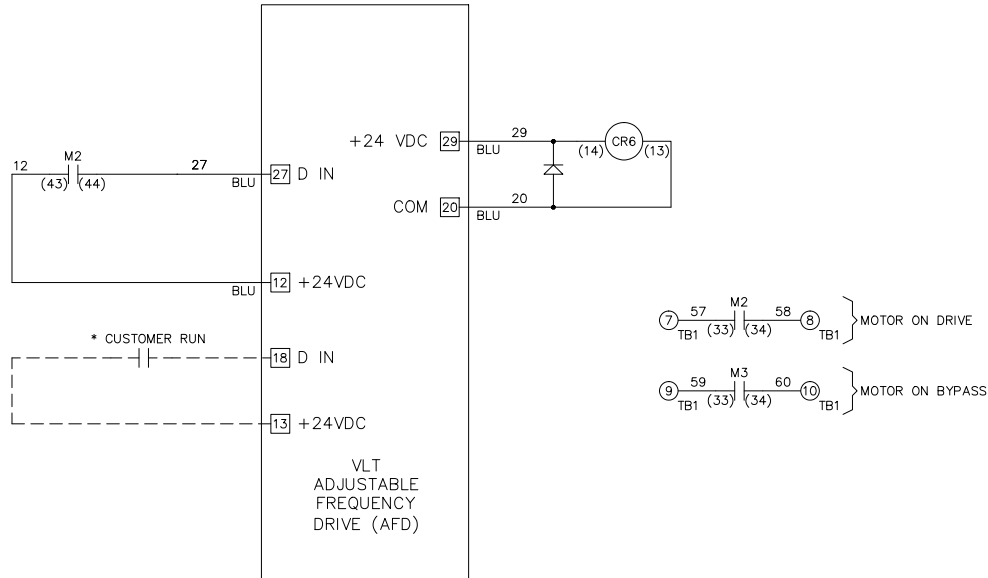 12
M2
(43) (44)
27
BLU
27 D IN
BLU
12 +24VDC
* CUSTOMER RUN
18 D IN
13 +24VDC
VLT
ADJUSTABLE
FREQUENCY
DRIVE (AFD)
+24 VDC 29
29
BLU
(14) CR6 (13)
COM 20
20
BLU
7 57 M2 58 8
TB1 (33) (34) TB1
MOTOR ON DRIVE
9 59 M3 60 10
TB1 (33) (34) TB1
MOTOR ON BYPASS